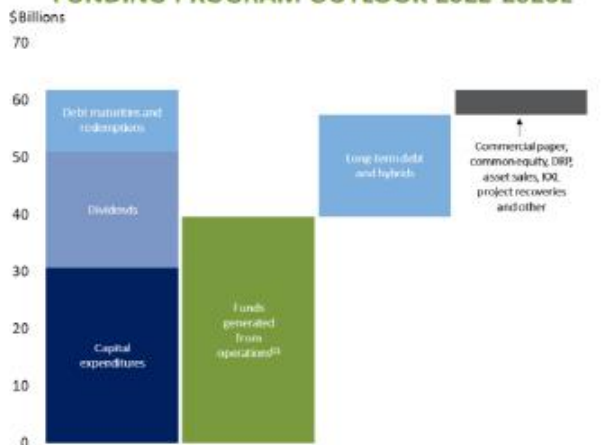 FUNDING PROGRAM OUTLOOK 2022-2026E
$Billions
70
60
50
40
30
20
10
0
Debt maturities and
redemptions
Dividends
Capital
expenditures
Funds
generated
from
operations
Long-term debt
and hybrids
Commercial paper,
common equity, DRP,
asset sales, KXL
project recoveries
and other